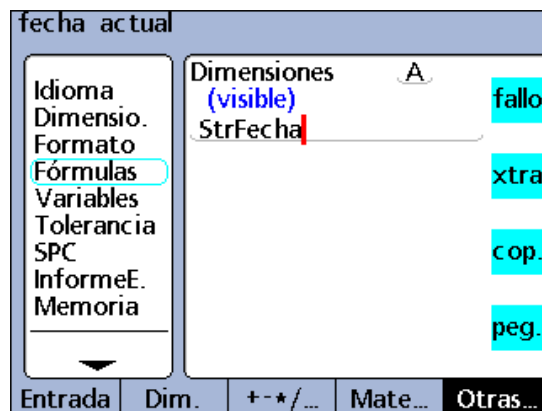 fecha actual
Idioma
Dimensio.
Formato
Fórmulas
Variables
Tolerancia
SPC
InformeE.
Memoria
Dimensiones A
(visible)
StrFecha
fallo
xtra
cop.
peg.
Entrada Dim. +-*/... Mate... Otras...